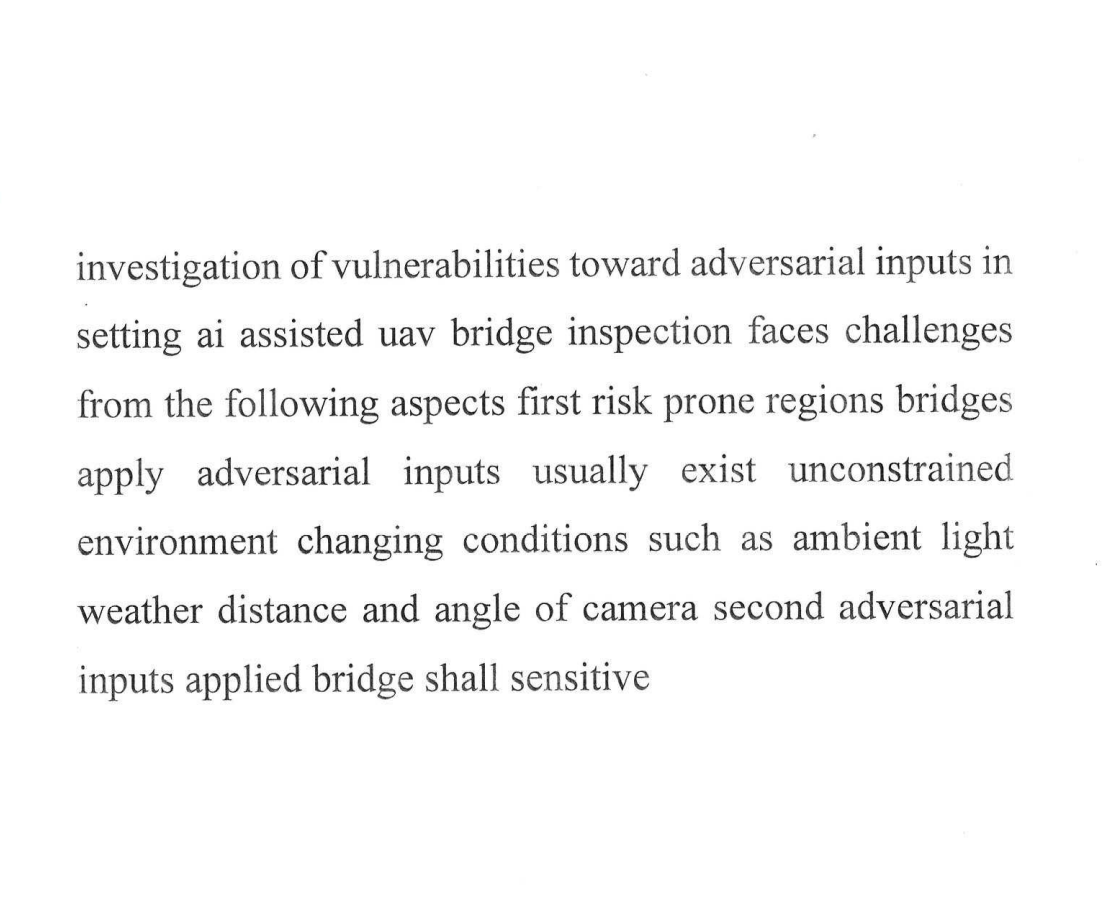 investigation of vulnerabilities toward adversarial inputs in
setting ai assisted uav bridge inspection faces challenges
from the following aspects first risk prone regions bridges
apply adversarial inputs usually exist unconstrained
environment changing conditions such as ambient light
weather distance and angle of camera second adversarial
inputs applied bridge shall sensitive